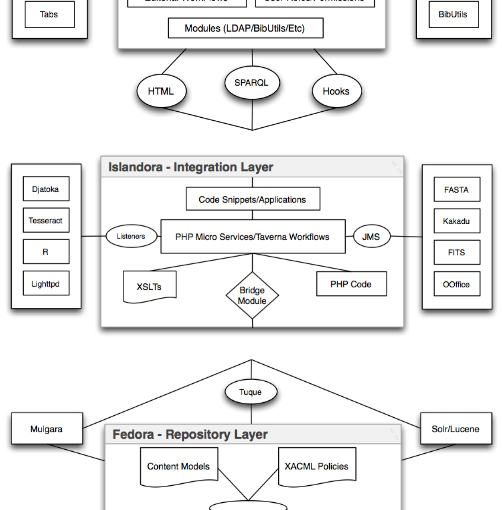 Tabs
Modules (LDAP/BibUtils/Etc)
BibUtils
HTML
SPARQL
Hooks
Islandora - Integration Layer
Djatoka
Tesseract
R
Lighttpd
Code Snippets/Applications
Listeners
PHP Micro Services/Taverna Workflows
JMS
XSLTs
Bridge
Module
PHP Code
FASTA
Kakadu
FITS
OOffice
Tuque
Mulgara
Solr/Lucene
Fedora - Repository Layer
Content Models
XACML Policies